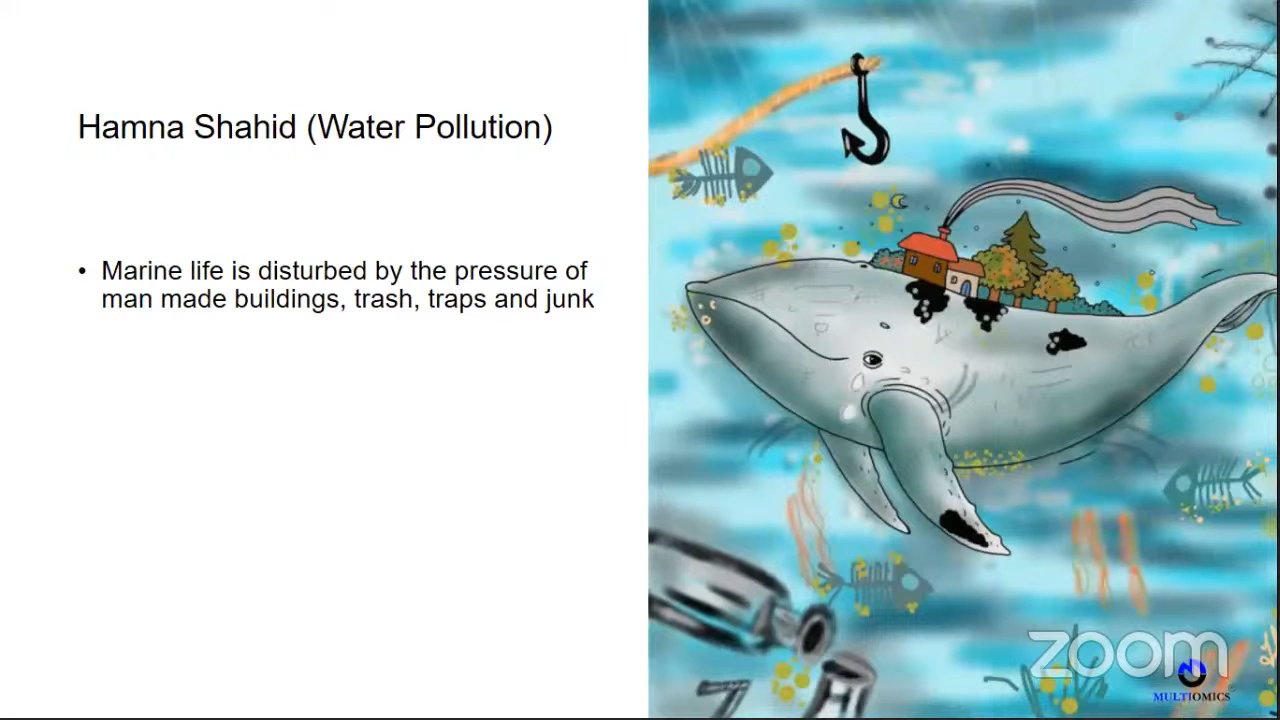 Hamna Shahid (Water Pollution)
• Marine life is disturbed by the pressure of
man made buildings, trash, traps and junk
zoom
MULTIOMICS